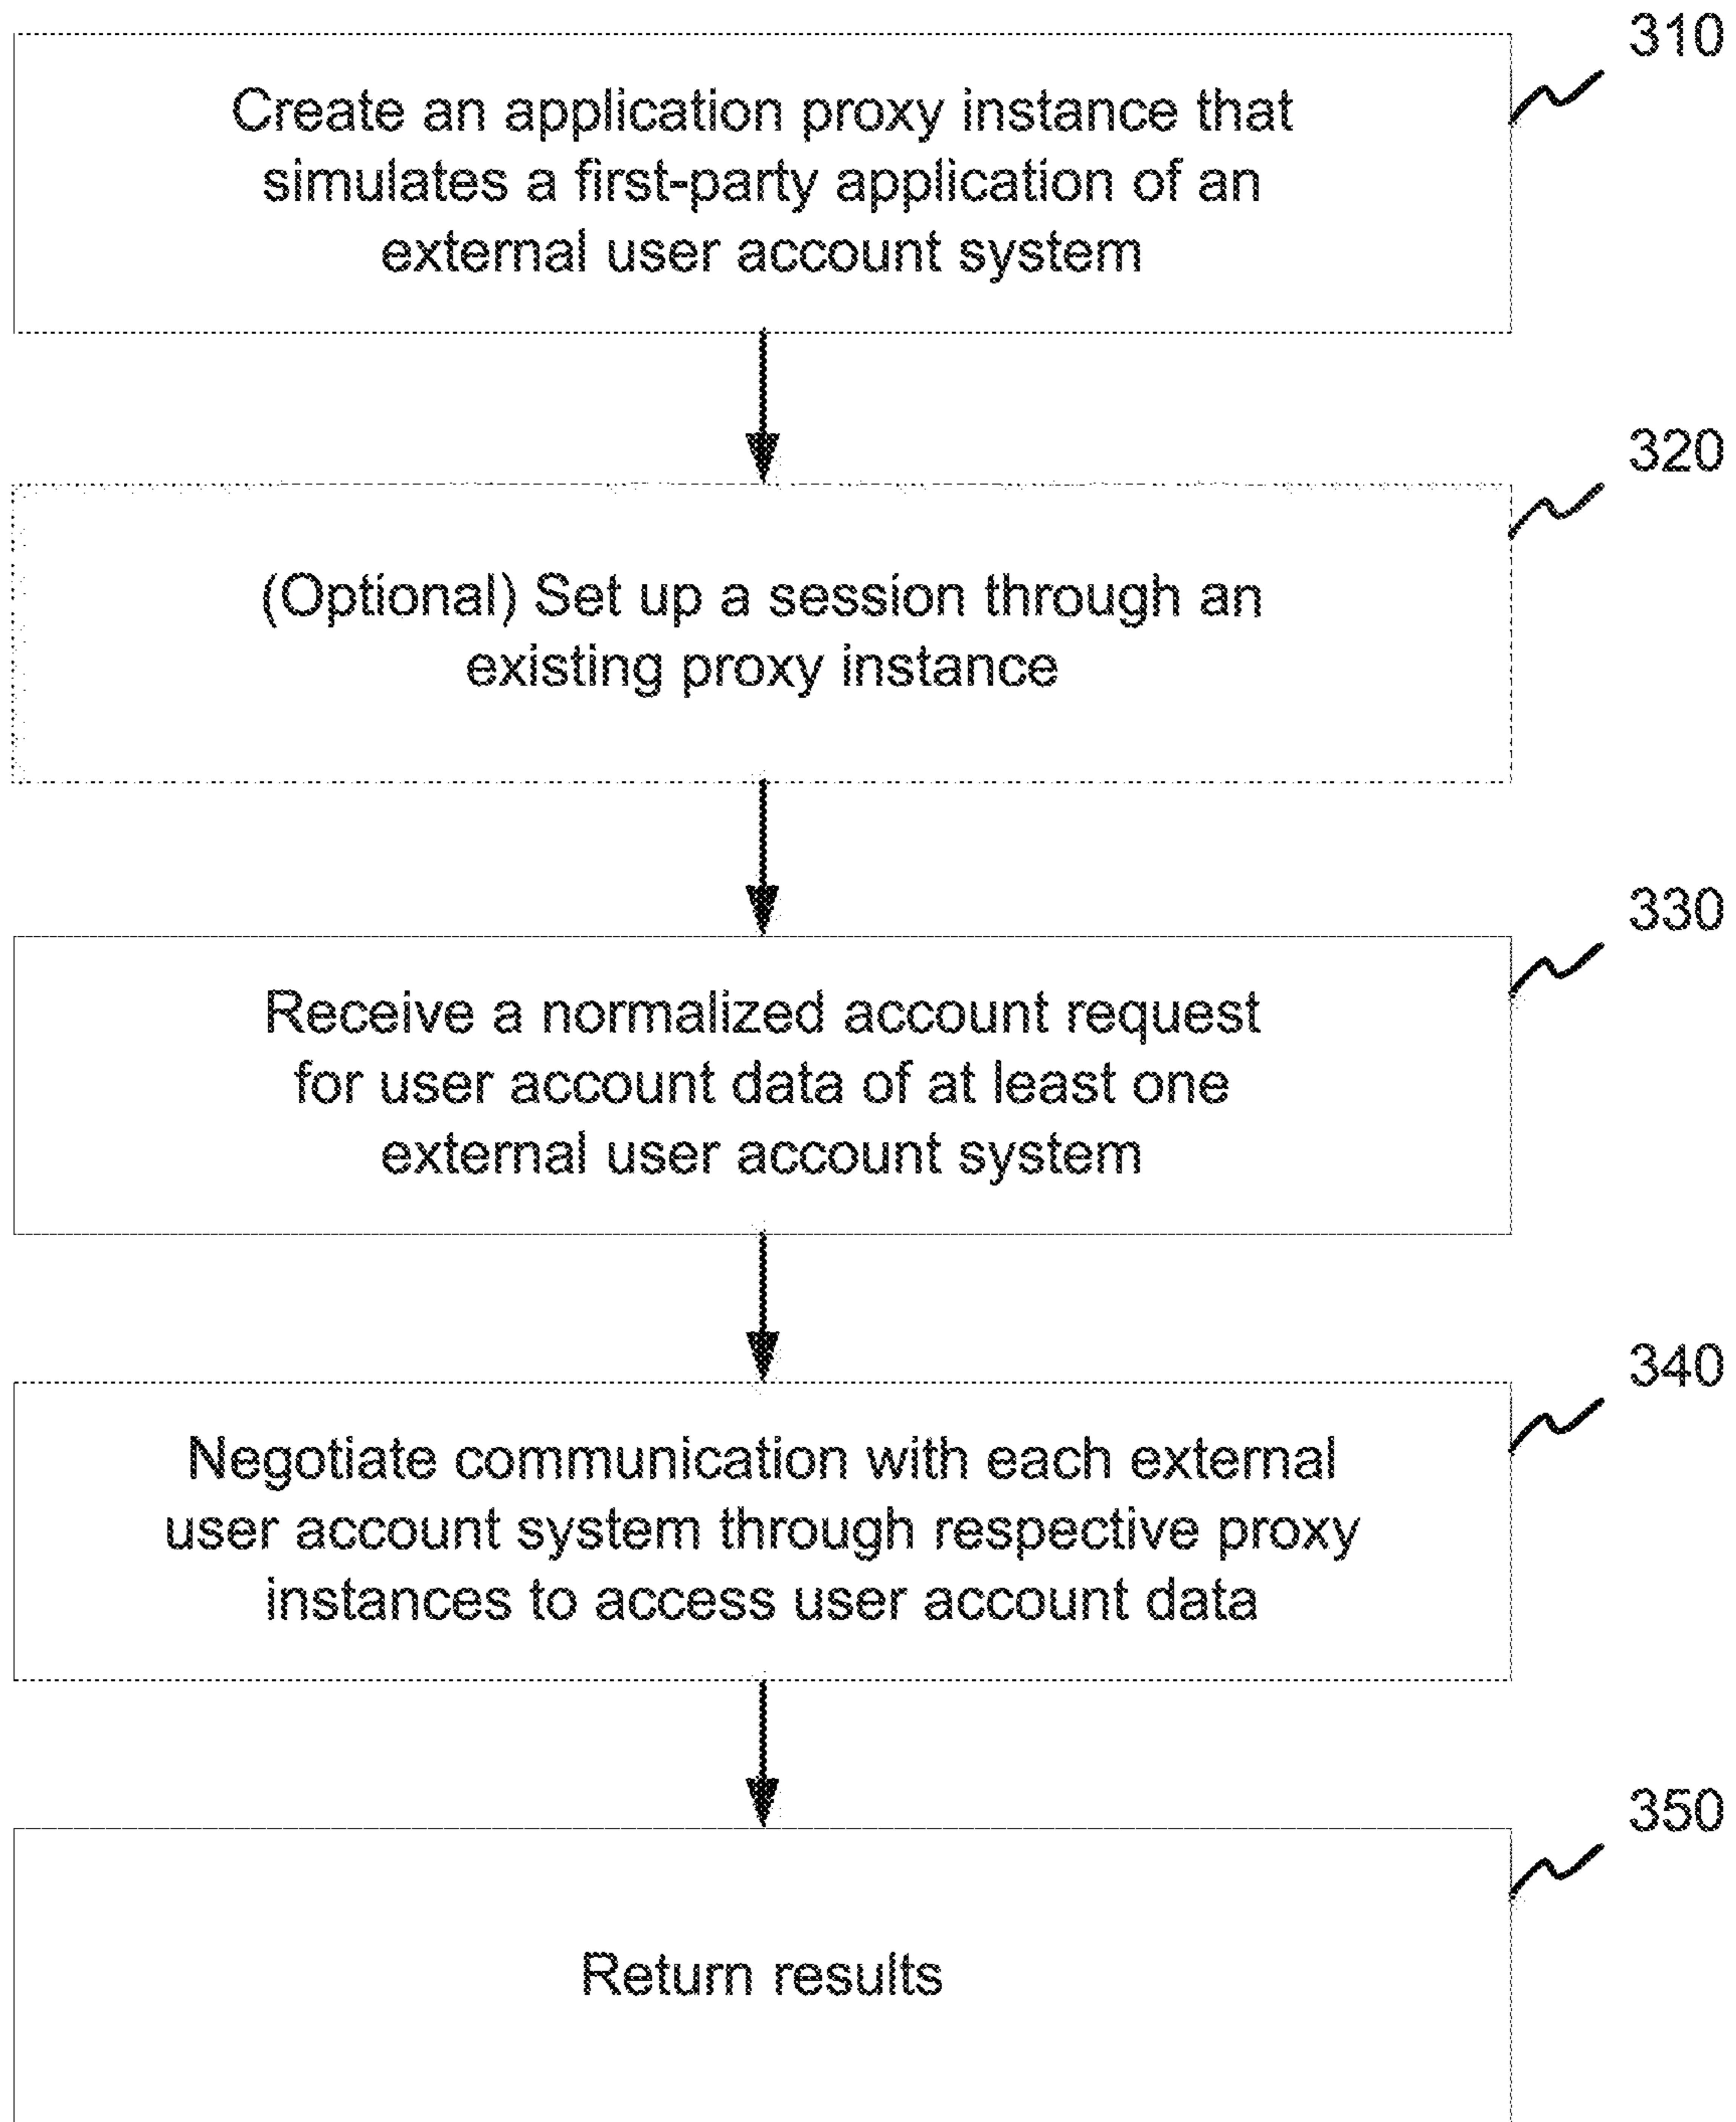 310
Create an application proxy instance that
simulates a first-party application of an
external user account system
320
(Optional) Set up a session through an
existing proxy instance
330
Receive a normalized account request
for user account data of at least one
external user account system
340
Negotiate communication with each external
user account system through respective proxy
instances to access user account data
350
Return results